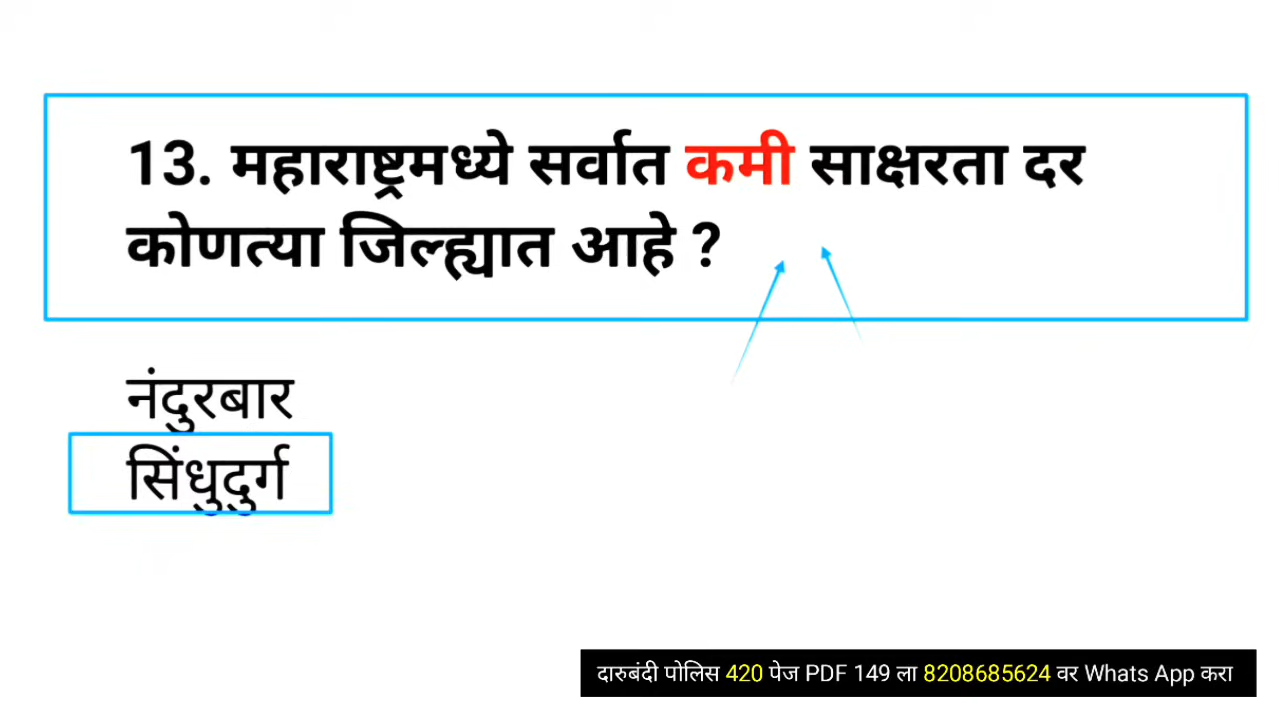 13. महाराष्ट्रमध्ये सर्वात कमी साक्षरता दर
कोणत्या जिल्ह्यात आहे ?
नंदुरबार
सिंधुदुर्ग
दारुबंदी पोलिस 420 पेज PDF 149 ला 8208685624 वर Whats App करा